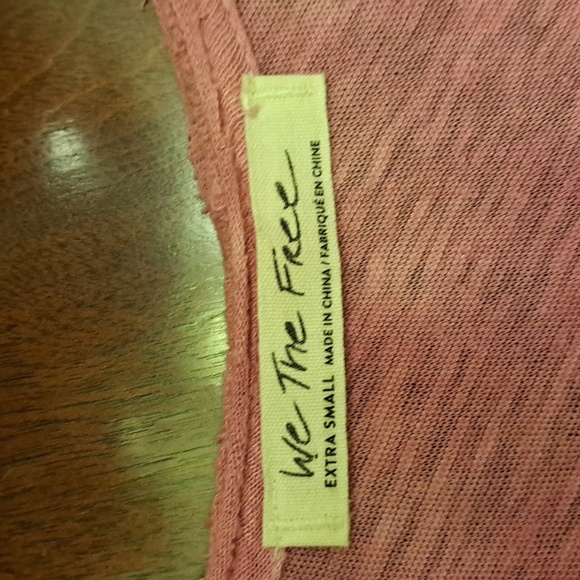 We The Free
EXTRA SMALL MADE IN CHINA / FABRIQUÉ EN CHINE